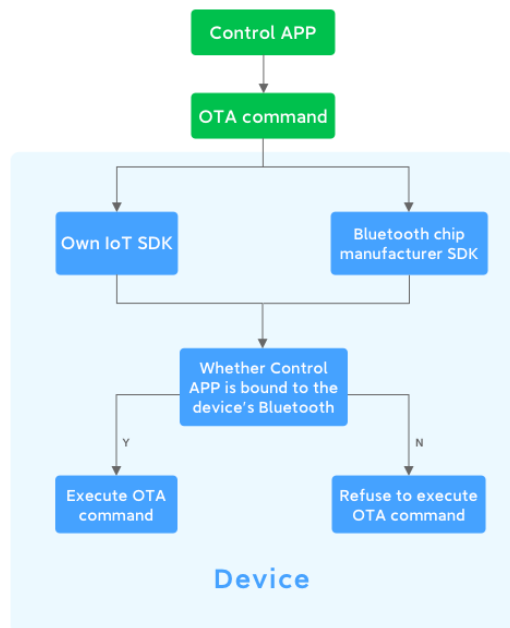 Control APP
OTA command
Own IoT SDK
Bluetooth chip
manufacturer SDK
Whether Control
APP is bound to the
device's Bluetooth
Y
N
Execute OTA
command
Refuse to execute
OTA command
Device